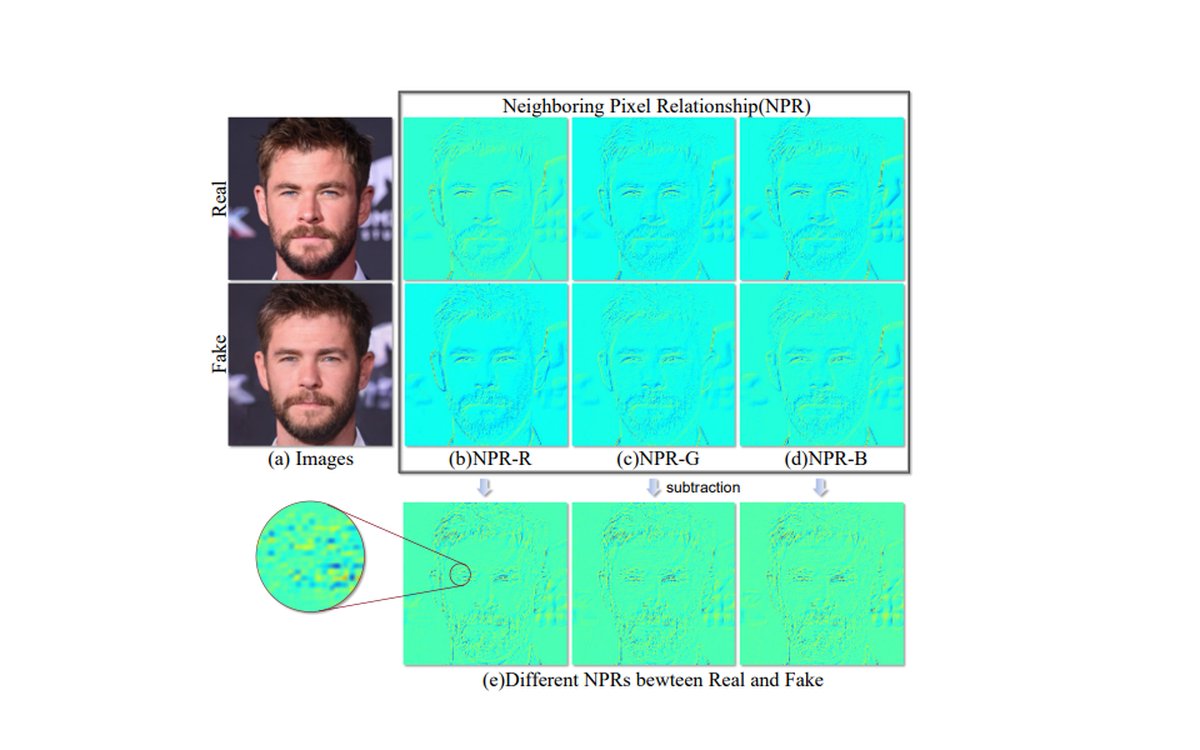 Neighboring Pixel Relationship(NPR)
Real
Fake
(a) Images
(b)NPR-R
(c)NPR-G
(d)NPR-B
subtraction
(e)Different NPRs bewteen Real and Fake